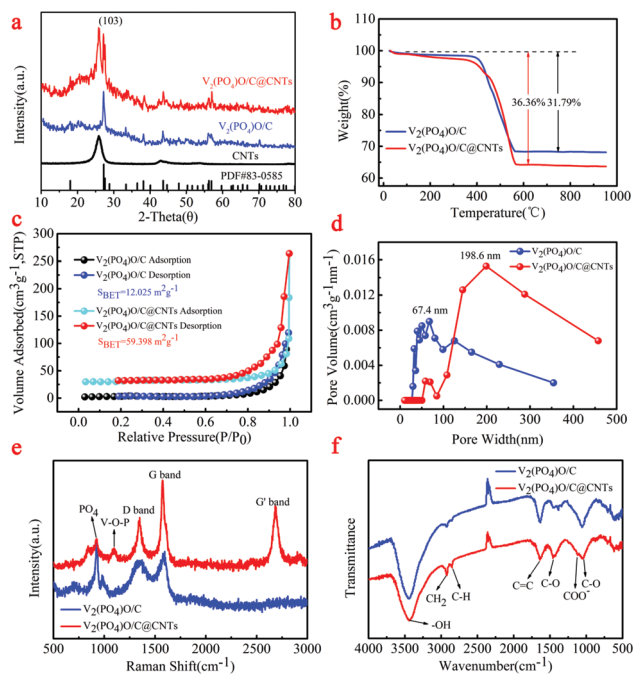 a
(103)
V2(PO4)O/C@CNTs
V2(PO4)O/C
CNTs
PDF#83-0585
Intensity(a.u.)
10 20 30 40 50 60 70 80
2-Theta(θ)
b
100
90
80
70
60
36.36%
31.79%
V2(PO4)O/C
V2(PO4)O/C@CNTs
Weight(%)
0 200 400 600 800 1000
Temperature(℃)
c
300
250
200
150
100
50
0
V2(PO4)O/C Adsorption
V2(PO4)O/C Desorption
SBET=12.025 m2g-1
V2(PO4)O/C@CNTs Adsorption
V2(PO4)O/C@CNTs Desorption
SBET=59.398 m2g-1
Volume Adsorbed(cm3g-1,STP)
0.0 0.2 0.4 0.6 0.8 1.0
Relative Pressure(P/P0)
d
0.016
0.012
0.008
0.004
0.000
198.6 nm
67.4 nm
V2(PO4)O/C
V2(PO4)O/C@CNTs
Pore Volume(cm3g-1nm-1)
0 100 200 300 400 500 600
Pore Width(nm)
e
G band
G' band
D band
PO4
V-O-P
V2(PO4)O/C
V2(PO4)O/C@CNTs
Intensity(a.u.)
500 1000 1500 2000 2500 3000
Raman Shift(cm-1)
f
V2(PO4)O/C
V2(PO4)O/C@CNTs
CH2
C-H
-OH
C=C
C-O
COO-
C-O
Transmittance
4000 3500 3000 2500 2000 1500 1000 500
Wavenumber(cm-1)